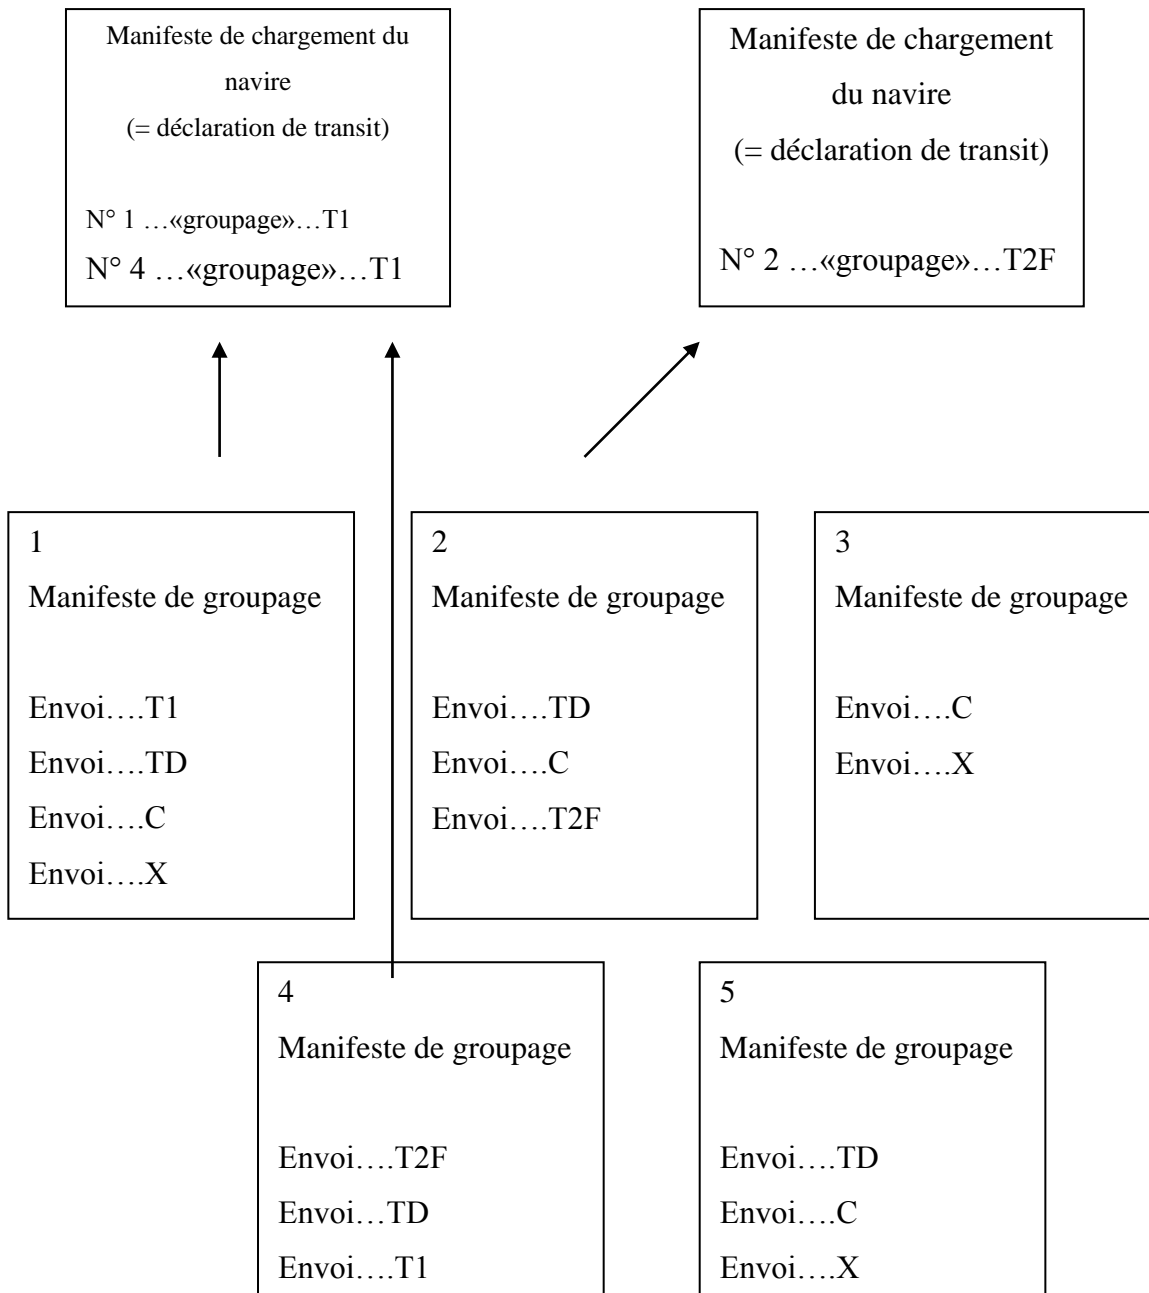 Manifeste de chargement du
navire
(= déclaration de transit)
N° 1 …«groupage»…T1
N° 4 …«groupage»…T1
Manifeste de chargement
du navire
(= déclaration de transit)
N° 2 …«groupage»…T2F
1
Manifeste de groupage
Envoi….T1
Envoi….TD
Envoi….C
Envoi….X
2
Manifeste de groupage
Envoi….TD
Envoi….C
Envoi….T2F
3
Manifeste de groupage
Envoi….C
Envoi….X
4
Manifeste de groupage
Envoi….T2F
Envoi…TD
Envoi….T1
5
Manifeste de groupage
Envoi….TD
Envoi….C
Envoi….X